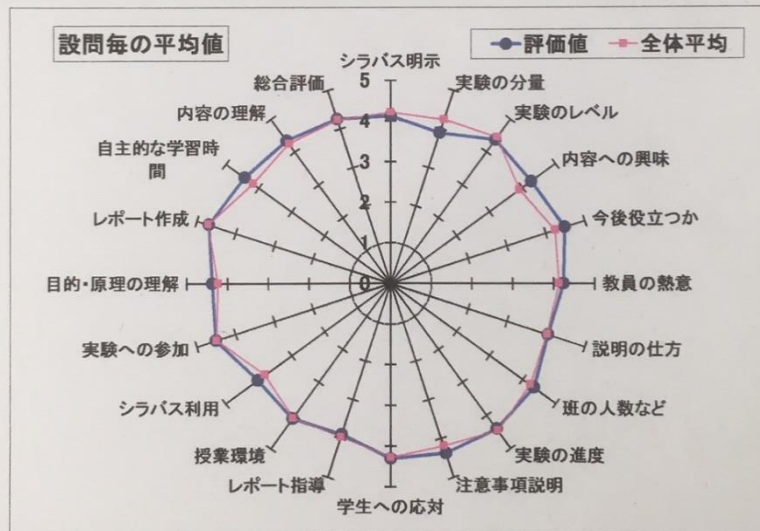 設問毎の平均値
評価値 全体平均
シラバス明示
実験の分量
実験のレベル
内容への興味
今後役立つか
教員の熱意
説明の仕方
班の人数など
実験の進度
注意事項説明
学生への応対
レポート指導
授業環境
シラバス利用
実験への参加
目的・原理の理解
レポート作成
自主的な学習時
間
内容の理解
総合評価
5
4
3
2
1
0